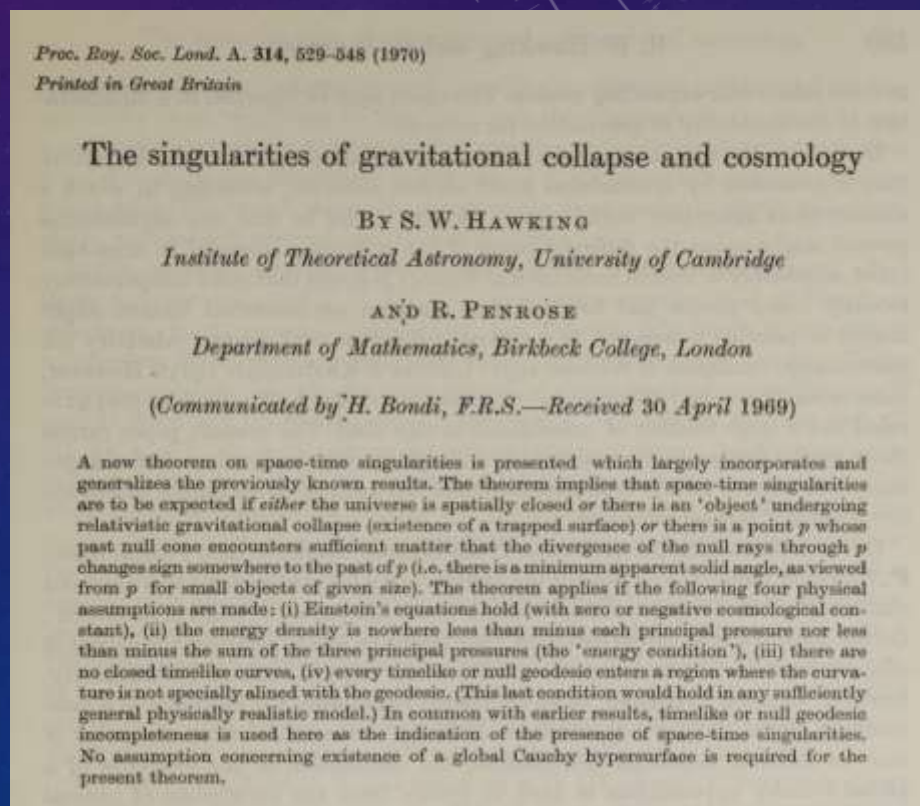 Proc. Roy. Soc. Lond. A. 314, 529–548 (1970)
Printed in Great Britain
The singularities of gravitational collapse and cosmology
BY S. W. HAWKING
Institute of Theoretical Astronomy, University of Cambridge
AND R. PENROSE
Department of Mathematics, Birkbeck College, London
(Communicated by H. Bondi, F.R.S.—Received 30 April 1969)
A new theorem on space-time singularities is presented which largely incorporates and
generalizes the previously known results. The theorem implies that space-time singularities
are to be expected if either the universe is spatially closed or there is an 'object' undergoing
relativistic gravitational collapse (existence of a trapped surface) or there is a point p whose
past null cone encounters sufficient matter that the divergence of the null rays through p
changes sign somewhere to the past of p (i.e. there is a minimum apparent solid angle, as viewed
from p for small objects of given size). The theorem applies if the following four physical
assumptions are made: (i) Einstein's equations hold (with zero or negative cosmological con-
stant), (ii) the energy density is nowhere less than minus each principal pressure nor less
than minus the sum of the three principal pressures (the 'energy condition'), (iii) there are
no closed timelike curves, (iv) every timelike or null geodesic enters a region where the curva-
ture is not specially alined with the geodesic. (This last condition would hold in any sufficiently
general physically realistic model.) In common with earlier results, timelike or null geodesic
incompleteness is used here as the indication of the presence of space-time singularities.
No assumption concerning existence of a global Cauchy hypersurface is required for the
present theorem.